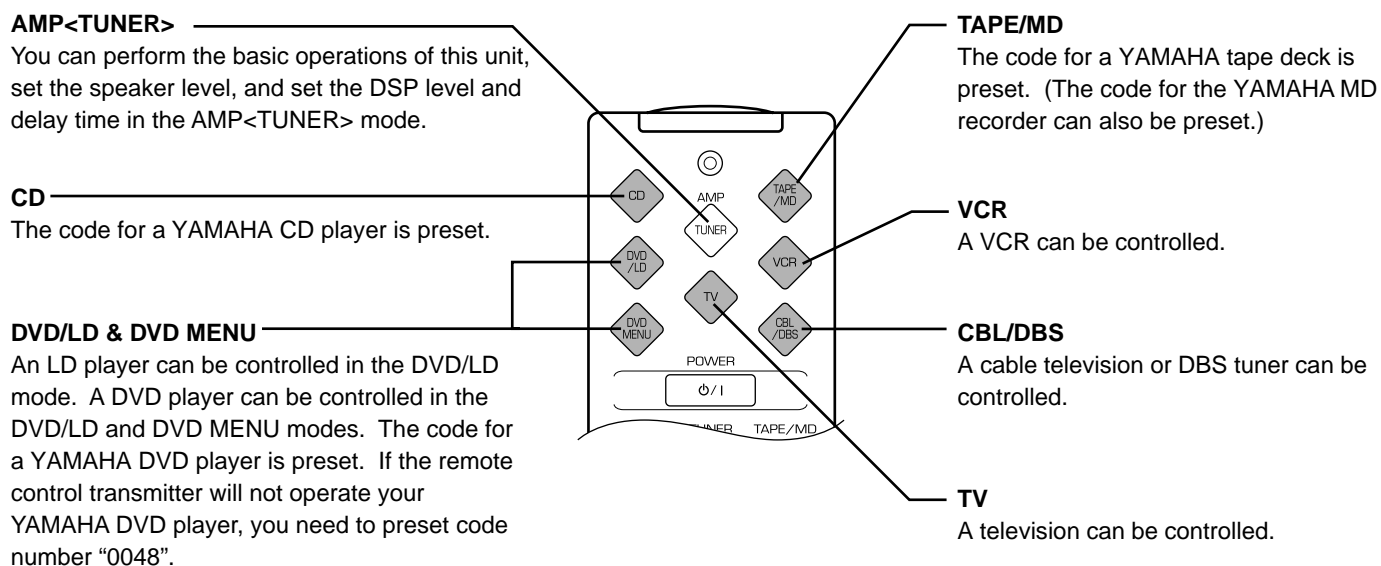 AMP<TUNER>
You can perform the basic operations of this unit,
set the speaker level, and set the DSP level and
delay time in the AMP<TUNER> mode.
CD
The code for a YAMAHA CD player is preset.
DVD/LD & DVD MENU
An LD player can be controlled in the DVD/LD
mode.  A DVD player can be controlled in the
DVD/LD and DVD MENU modes.  The code for
a YAMAHA DVD player is preset.  If the remote
control transmitter will not operate your
YAMAHA DVD player, you need to preset code
number “0048”.
CD
AMP
TAPE
/MD
TUNER
DVD
/LD
VCR
TV
DVD
MENU
CBL
/DBS
POWER
⏻/I
TAPE/MD
TAPE/MD
The code for a YAMAHA tape deck is
preset.  (The code for the YAMAHA MD
recorder can also be preset.)
VCR
A VCR can be controlled.
CBL/DBS
A cable television or DBS tuner can be
controlled.
TV
A television can be controlled.